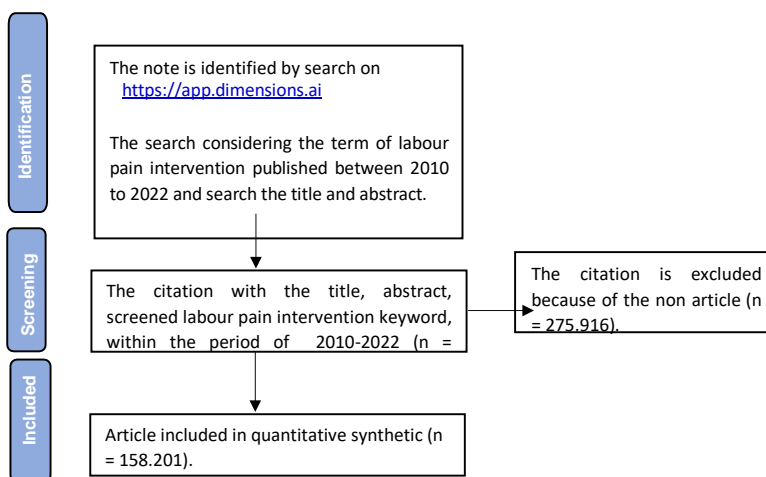 Identification
The note is identified by search on
https://app.dimensions.ai
The search considering the term of labour
pain intervention published between 2010
to 2022 and search the title and abstract.
Screening
The citation with the title, abstract,
screened labour pain intervention keyword,
within the period of 2010-2022 (n =
The citation is excluded
because of the non article (n
= 275.916).
Included
Article included in quantitative synthetic (n
= 158.201).